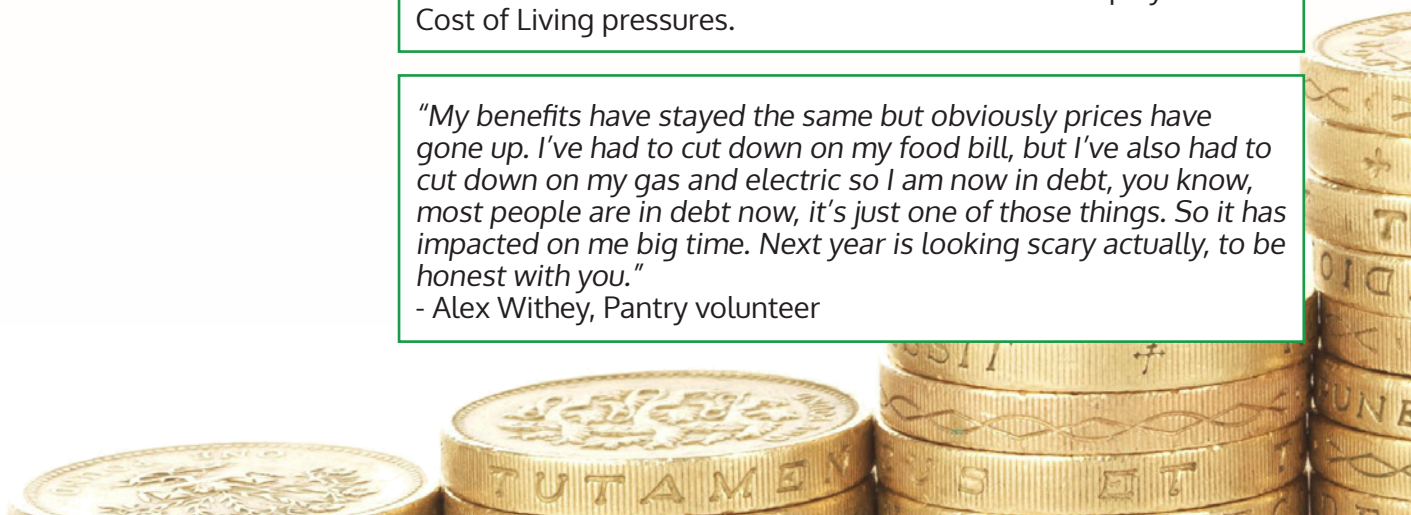 Cost of Living pressures.
“My benefits have stayed the same but obviously prices have
gone up. I’ve had to cut down on my food bill, but I’ve also had to
cut down on my gas and electric so I am now in debt, you know,
most people are in debt now, it’s just one of those things. So it has
impacted on me big time. Next year is looking scary actually, to be
honest with you.”
- Alex Withey, Pantry volunteer
TUTAMEN
ET